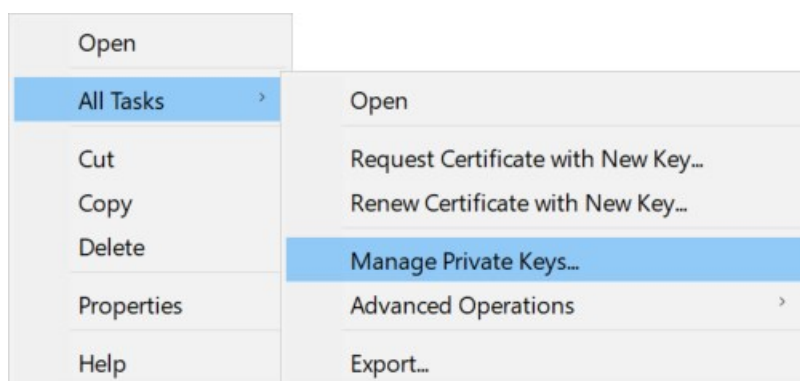 Open
All Tasks
Cut
Copy
Delete
Properties
Help
Open
Request Certificate with New Key...
Renew Certificate with New Key...
Manage Private Keys...
Advanced Operations
Export...